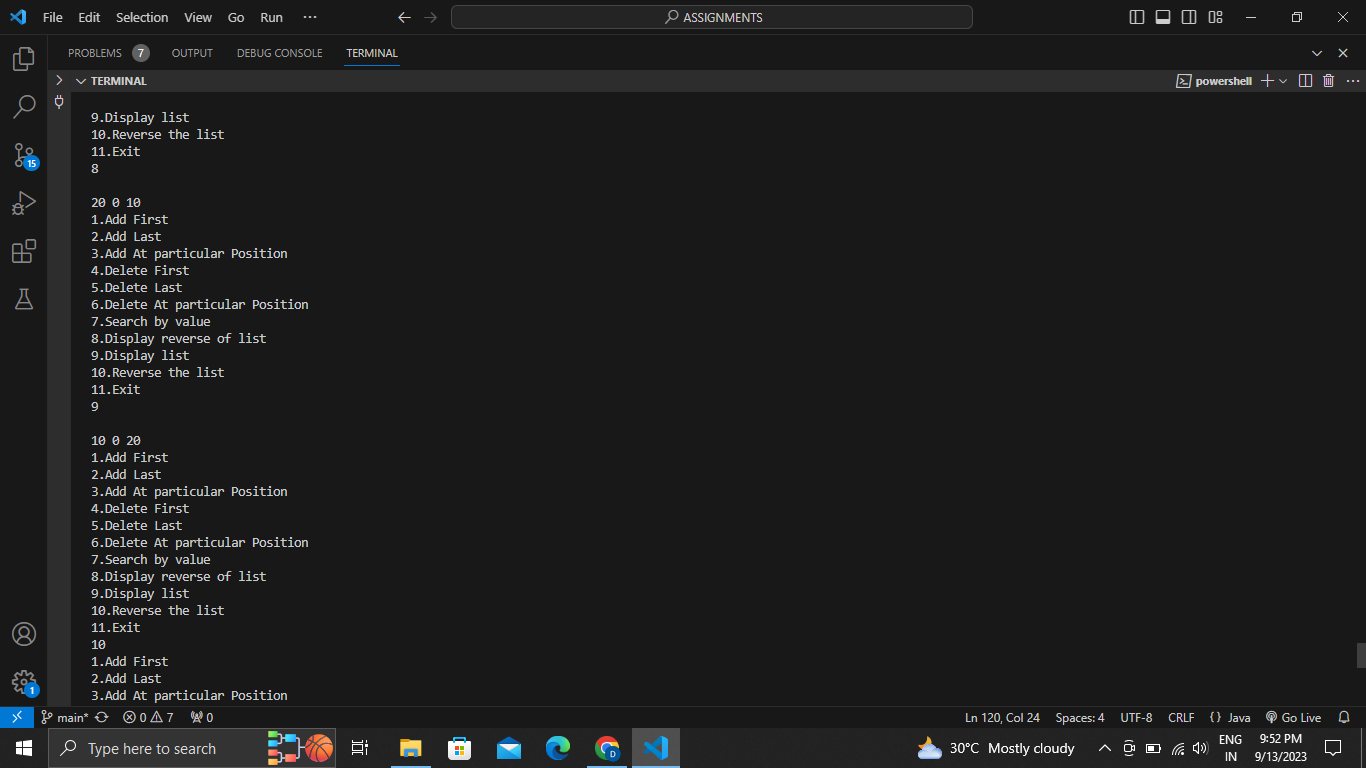 File Edit Selection View Go Run ··· ASSIGNMENTS
PROBLEMS 7 OUTPUT DEBUG CONSOLE TERMINAL
TERMINAL powershell
9.Display list
10.Reverse the list
11.Exit
8
20 0 10
1.Add First
2.Add Last
3.Add At particular Position
4.Delete First
5.Delete Last
6.Delete At particular Position
7.Search by value
8.Display reverse of list
9.Display list
10.Reverse the list
11.Exit
9
10 0 20
1.Add First
2.Add Last
3.Add At particular Position
4.Delete First
5.Delete Last
6.Delete At particular Position
7.Search by value
8.Display reverse of list
9.Display list
10.Reverse the list
11.Exit
10
1.Add First
2.Add Last
3.Add At particular Position
15
1
main* 0 7 0 Ln 120, Col 24 Spaces: 4 UTF-8 CRLF {} Java Go Live
Type here to search D 30°C Mostly cloudy ENG IN 9:52 PM 9/13/2023